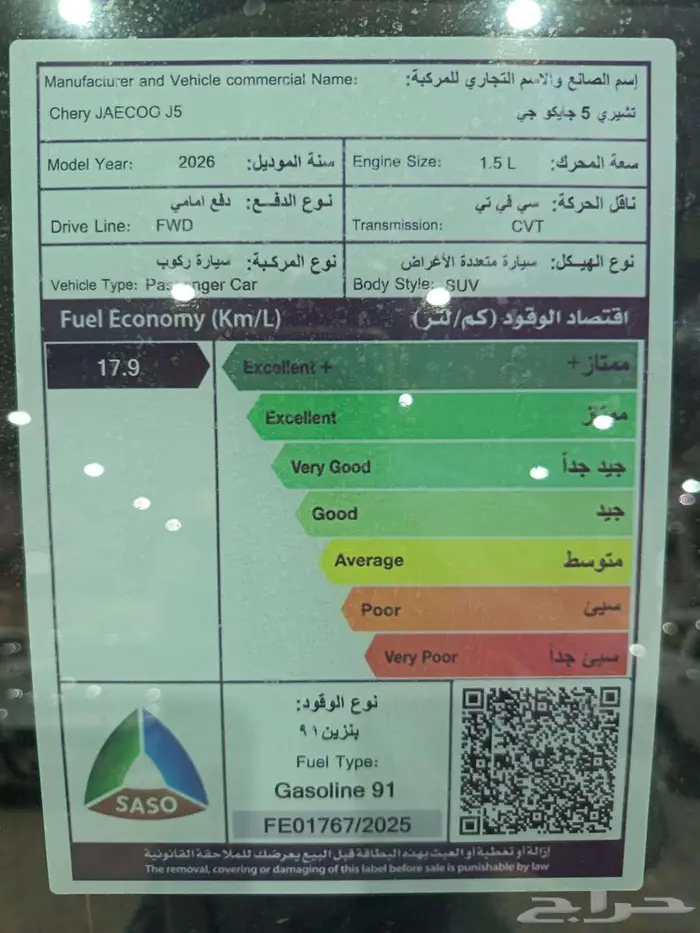 Manufacturer and Vehicle commercial Name: إسم الصانع والاسم التجاري للمركبة:
Chery JAECOO J5 تشيري 5 جايكو جي
Model Year: 2026 سنة الموديل: Engine Size: 1.5 L سعة المحرك:
نوع الدفع: دفع امامي ناقل الحركة: سي في تي
Drive Line: FWD Transmission: CVT
نوع المركبة: سيارة ركوب نوع الهيكل: سيارة متعددة الأغراض
Vehicle Type: Passenger Car Body Style: SUV
Fuel Economy (Km/L) اقتصاد الوقود (كم/لتر)
17.9 Excellent + ممتاز+
Excellent ممتاز
Very Good جيد جداً
Good جيد
Average متوسط
Poor سيئ
Very Poor سيئ جداً
نوع الوقود:
بنزين ٩١
Fuel Type:
Gasoline 91
SASO
FE01767/2025
إزالة أو تغطية أو العبث بهذه البطاقة قبل البيع يعرضك للملاحقة القانونية
The removal, covering or damaging of this label before sale is punishable by law
حراج